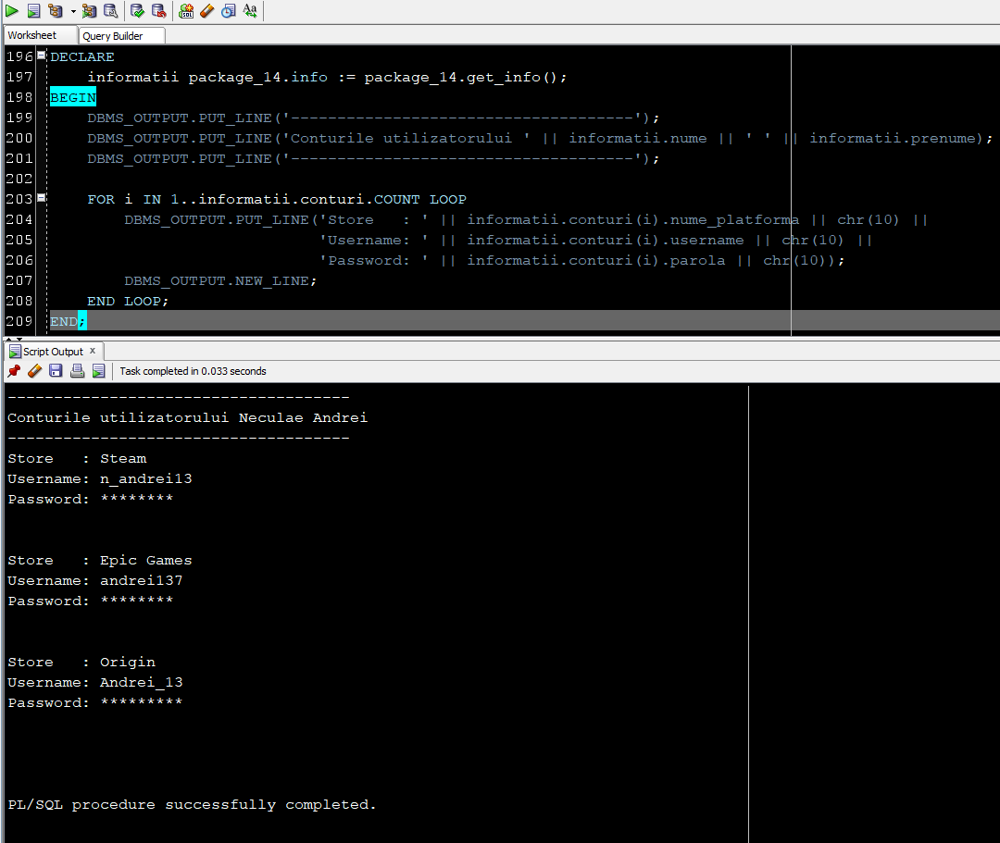 Worksheet Query Builder
196 DECLARE
197     informatii package_14.info := package_14.get_info();
198 BEGIN
199     DBMS_OUTPUT.PUT_LINE('-------------------------------------');
200     DBMS_OUTPUT.PUT_LINE('Conturile utilizatorului ' || informatii.nume || ' ' || informatii.prenume);
201     DBMS_OUTPUT.PUT_LINE('-------------------------------------');
202
203     FOR i IN 1..informatii.conturi.COUNT LOOP
204         DBMS_OUTPUT.PUT_LINE('Store   : ' || informatii.conturi(i).nume_platforma || chr(10) ||
205                              'Username: ' || informatii.conturi(i).username || chr(10) ||
206                              'Password: ' || informatii.conturi(i).parola || chr(10));
207         DBMS_OUTPUT.NEW_LINE;
208     END LOOP;
209 END;
Script Output x
Task completed in 0.033 seconds
-------------------------------------
Conturile utilizatorului Neculae Andrei
-------------------------------------
Store   : Steam
Username: n_andrei13
Password: ********
Store   : Epic Games
Username: andrei137
Password: ********
Store   : Origin
Username: Andrei_13
Password: *********
PL/SQL procedure successfully completed.